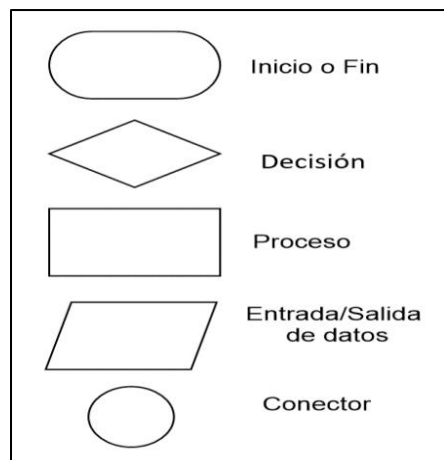 Inicio o Fin
Decisión
Proceso
Entrada/Salida
de datos
Conector